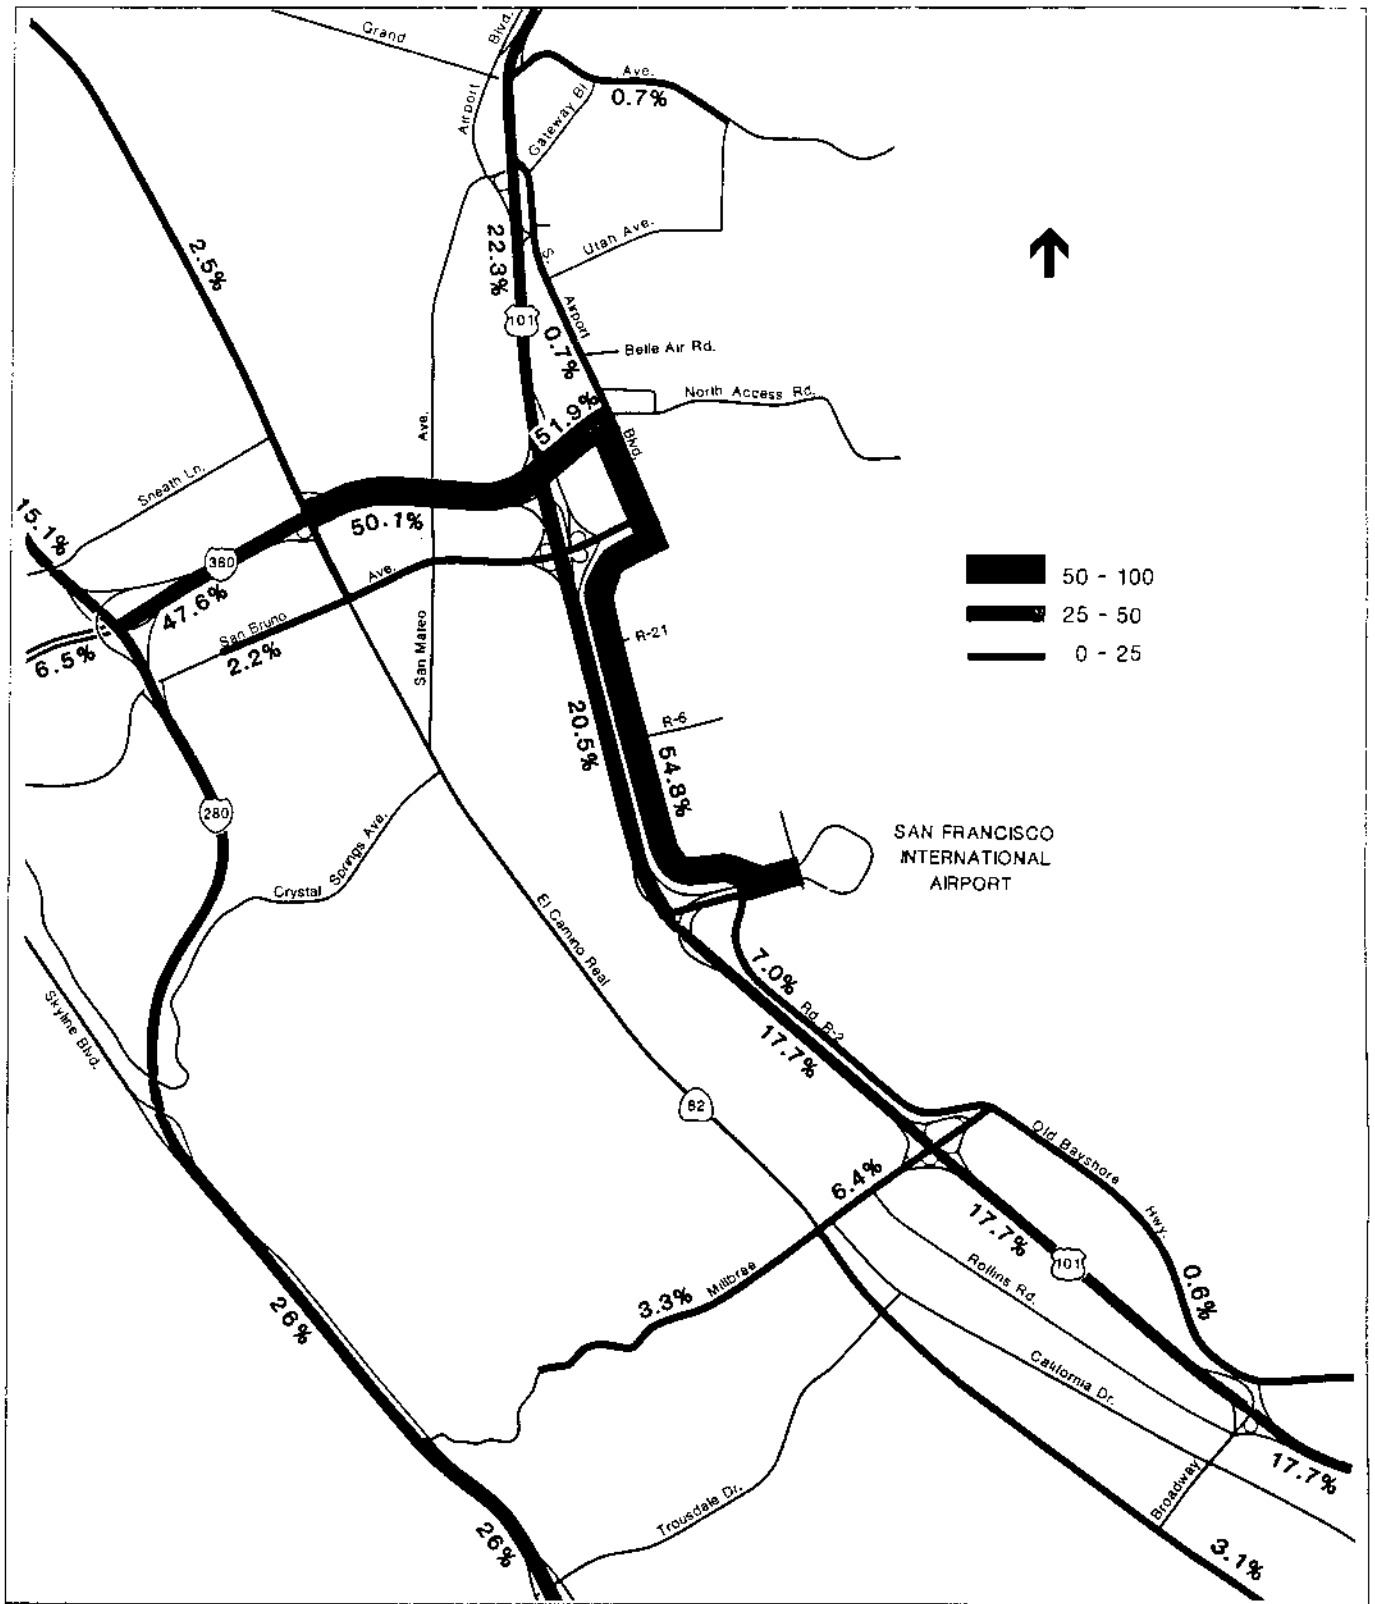 Grand
Blvd.
Airport
Gateway Bl
Ave.
0.7%
2.5%
22.3%
S.
Utah Ave.
Airport
101
0.7%
Belle Air Rd.
North Access Rd.
Blvd.
51.9%
Ave.
Sneath Ln.
15.1%
50.1%
380
47.6%
Ave.
San Bruno
2.2%
6.5%
San Mateo
R-21
R-6
20.5%
54.8%
50 - 100
25 - 50
0 - 25
280
Crystal Springs Ave.
SAN FRANCISCO
INTERNATIONAL
AIRPORT
El Camino Real
Skyline Blvd.
7.0%
Rd. R-2
17.7%
82
Old Bayshore
Hwy.
6.4%
17.7%
101
Rollins Rd.
0.6%
3.3%
Millbrae
26%
California Dr.
Broadway
17.7%
Trousdale Dr.
26%
3.1%